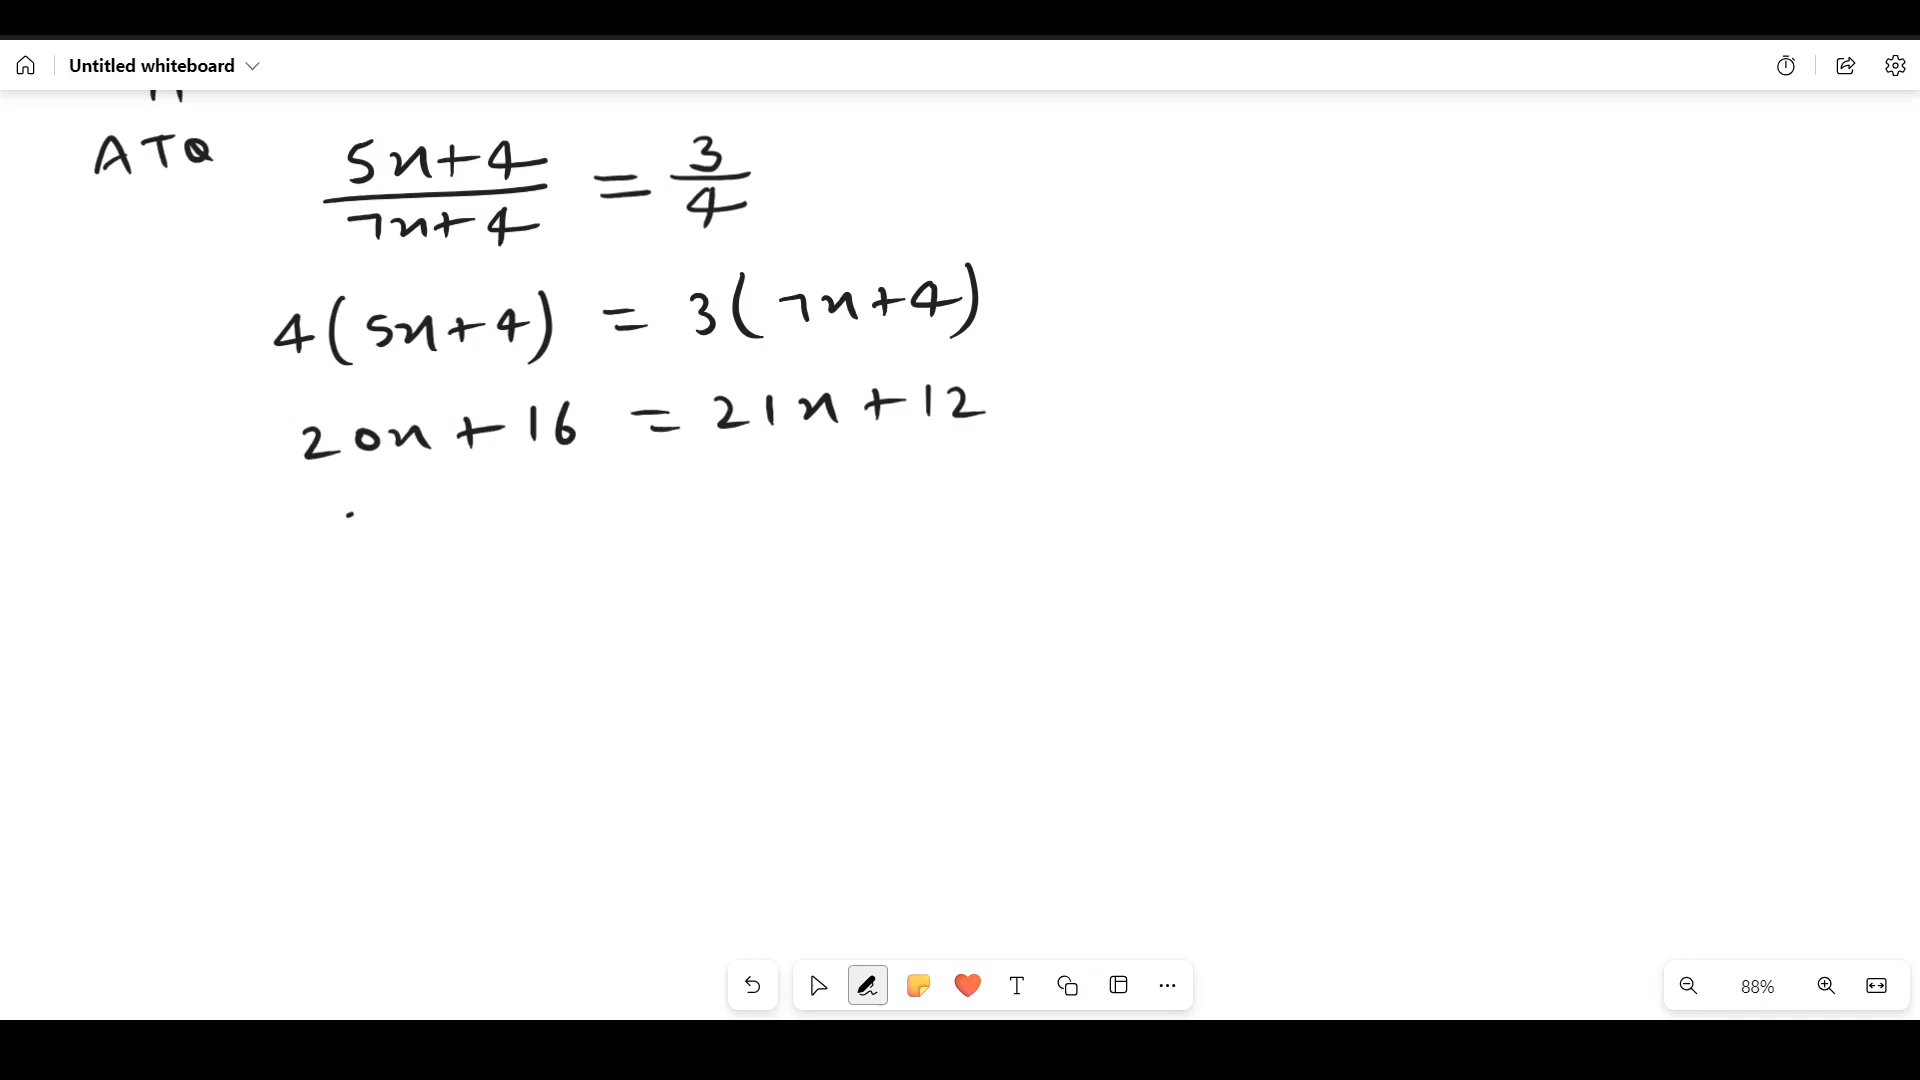 Untitled whiteboard
ATQ
5x+4 / 7x+4 = 3/4
4(5x+4) = 3(7x+4)
20x + 16 = 21x + 12
88%